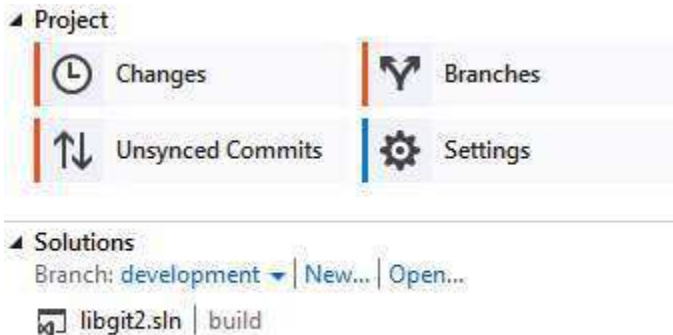 Project
Changes
Branches
Unsynced Commits
Settings
Solutions
Branch: development | New... | Open...
libgit2.sln | build